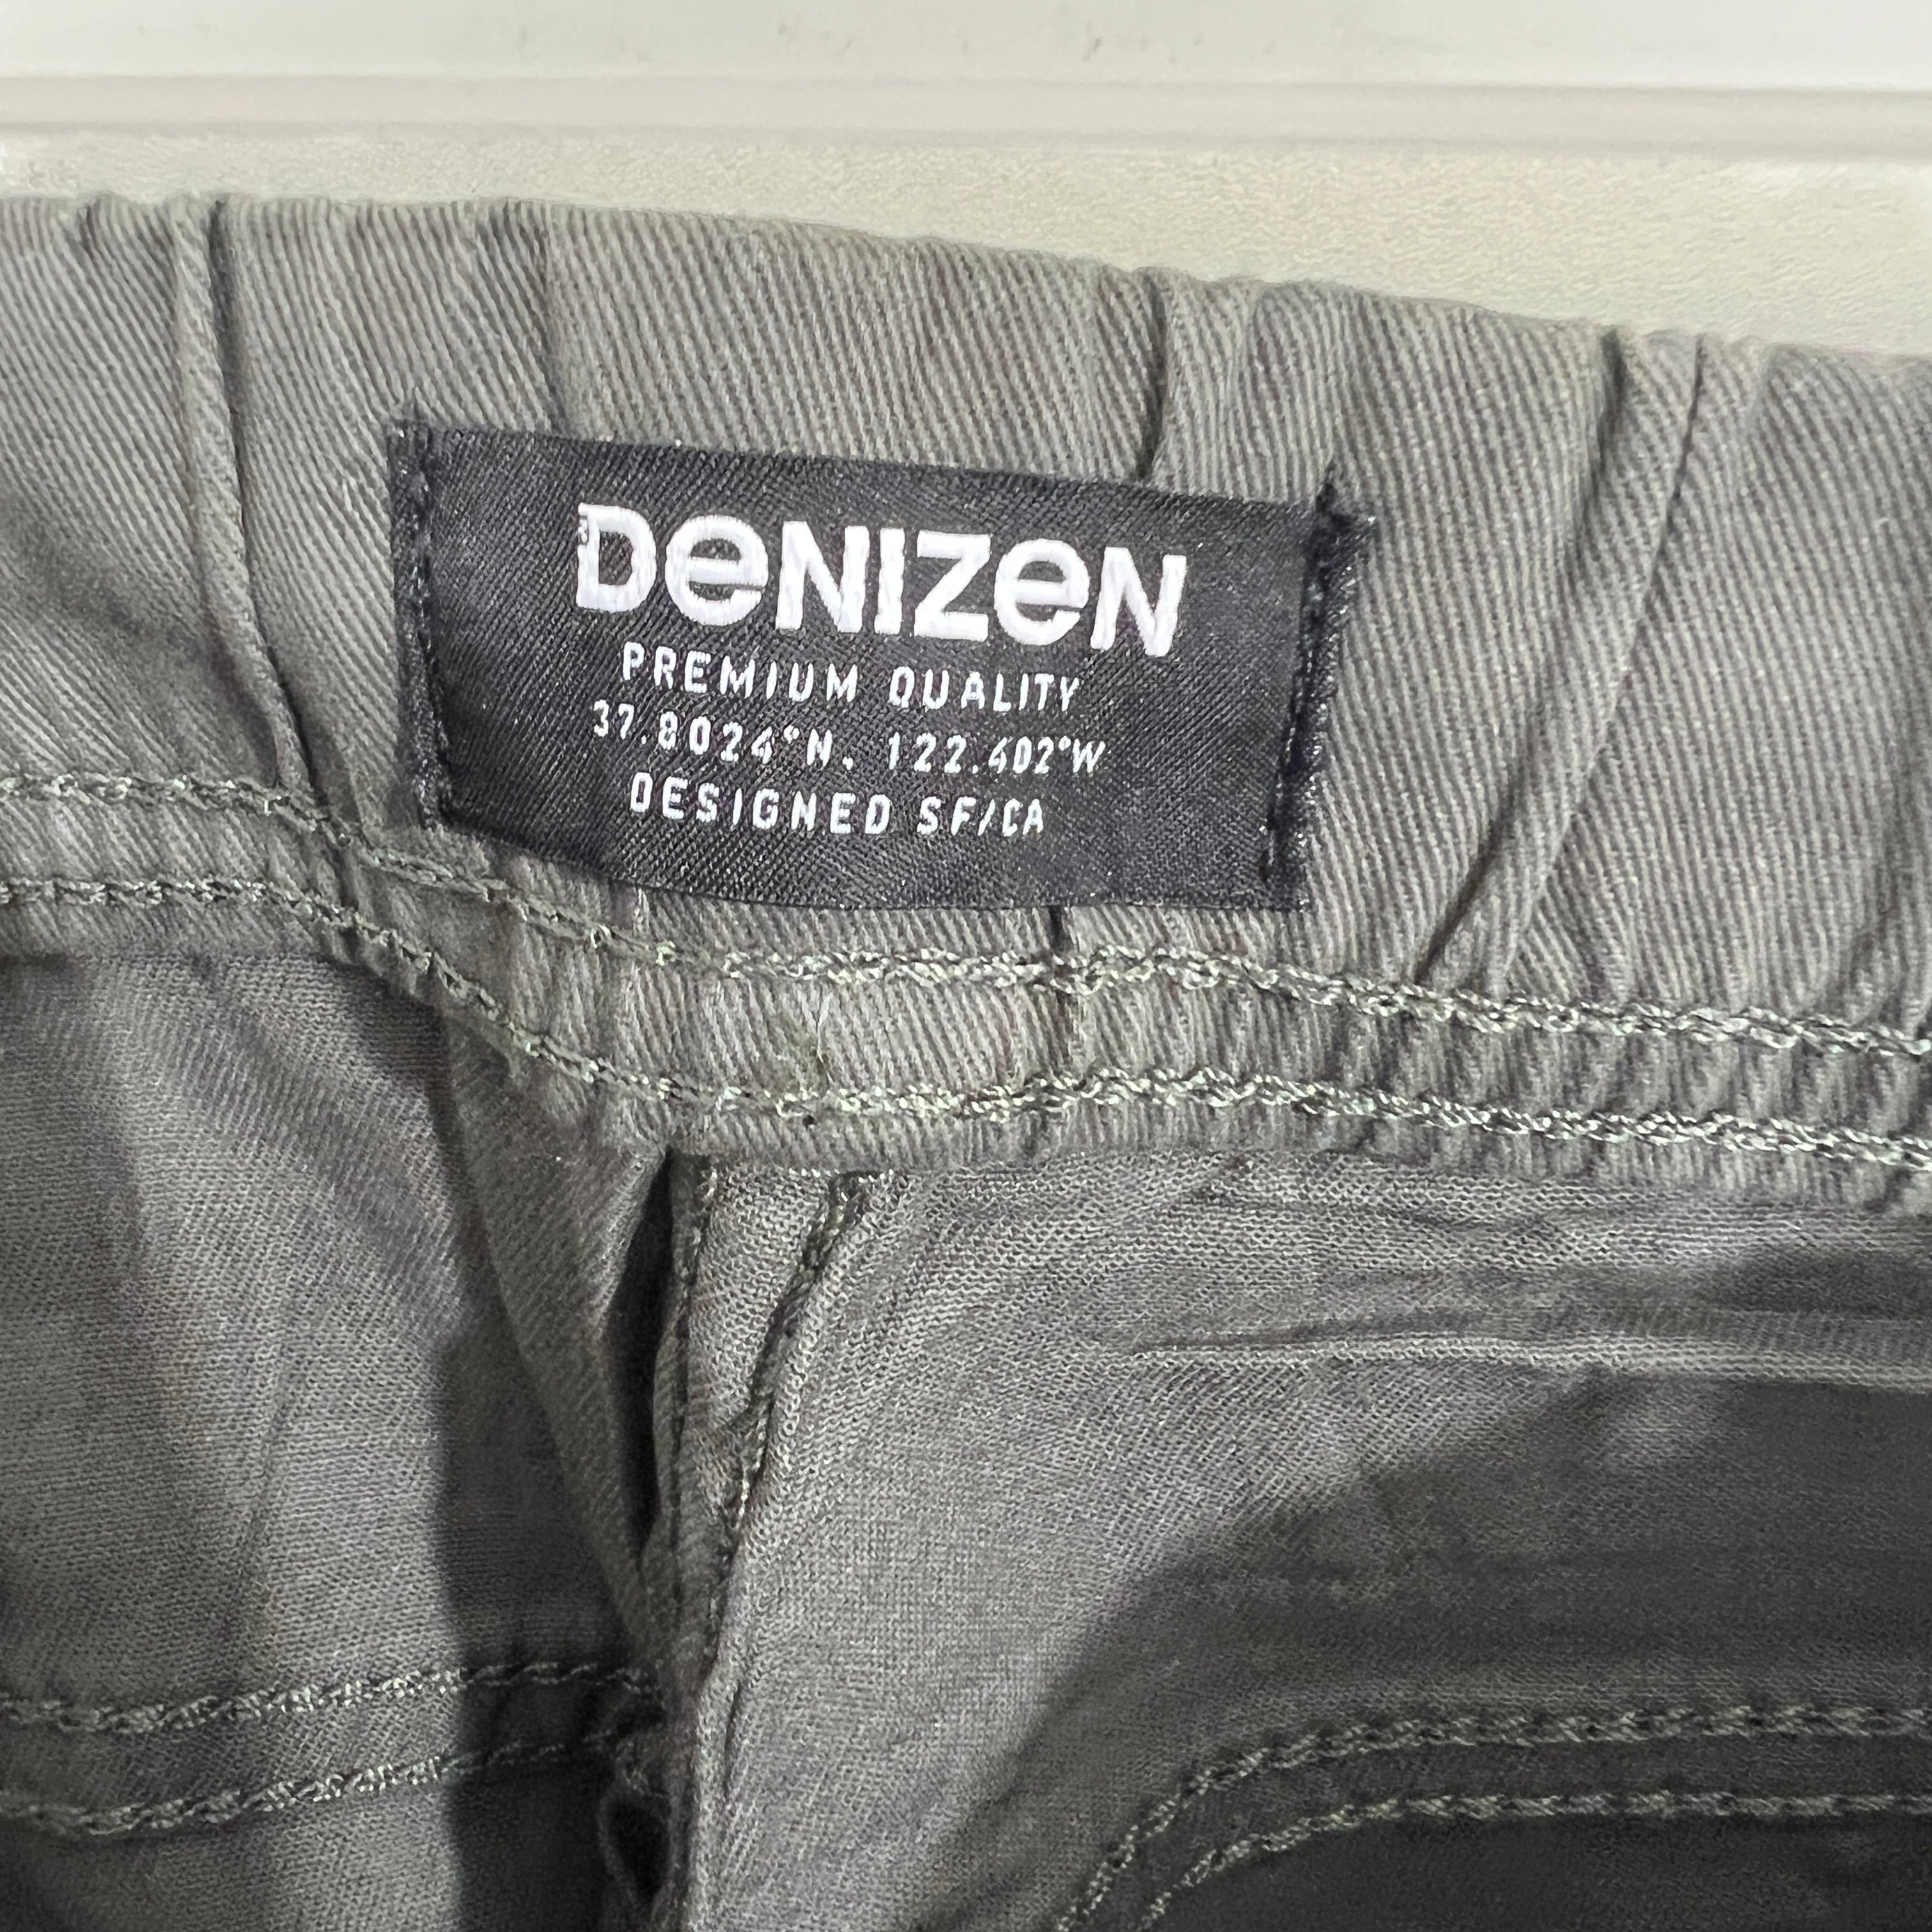 DeNIZeN
PREMIUM QUALITY
37.8024°N, 122.402°W
DESIGNED SF/CA